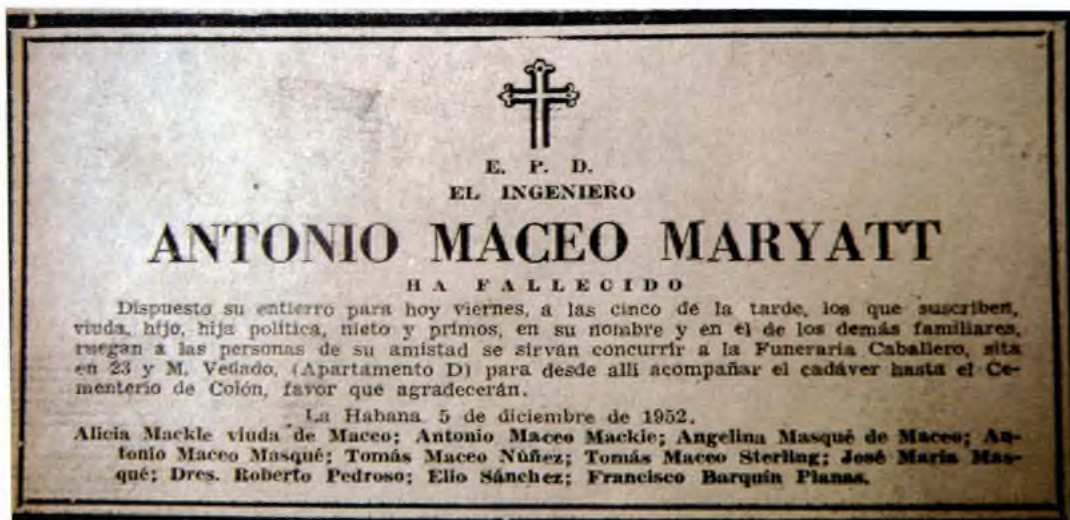 E. P. D.
EL INGENIERO
ANTONIO MACEO MARYATT
HA FALLECIDO
Dispuesto su entierro para hoy viernes, a las cinco de la tarde, los que suscriben,
viuda, hijo, hija política, nieto y primos, en su nombre y en el de los demás familiares,
ruegan a las personas de su amistad se sirvan concurrir a la Funeraria Caballero, sita
en 23 y M. Vedado, (Apartamento D) para desde allí acompañar el cadáver hasta el Ce-
menterio de Colón, favor que agradecerán.
La Habana 5 de diciembre de 1952.
Alicia Mackle viuda de Maceo; Antonio Maceo Mackie; Angelina Masqué de Maceo; An-
tonio Maceo Masqué; Tomás Maceo Núñez; Tomás Maceo Sterling; José María Mas-
qué; Dres. Roberto Pedroso; Elio Sánchez; Francisco Barquín Planas.